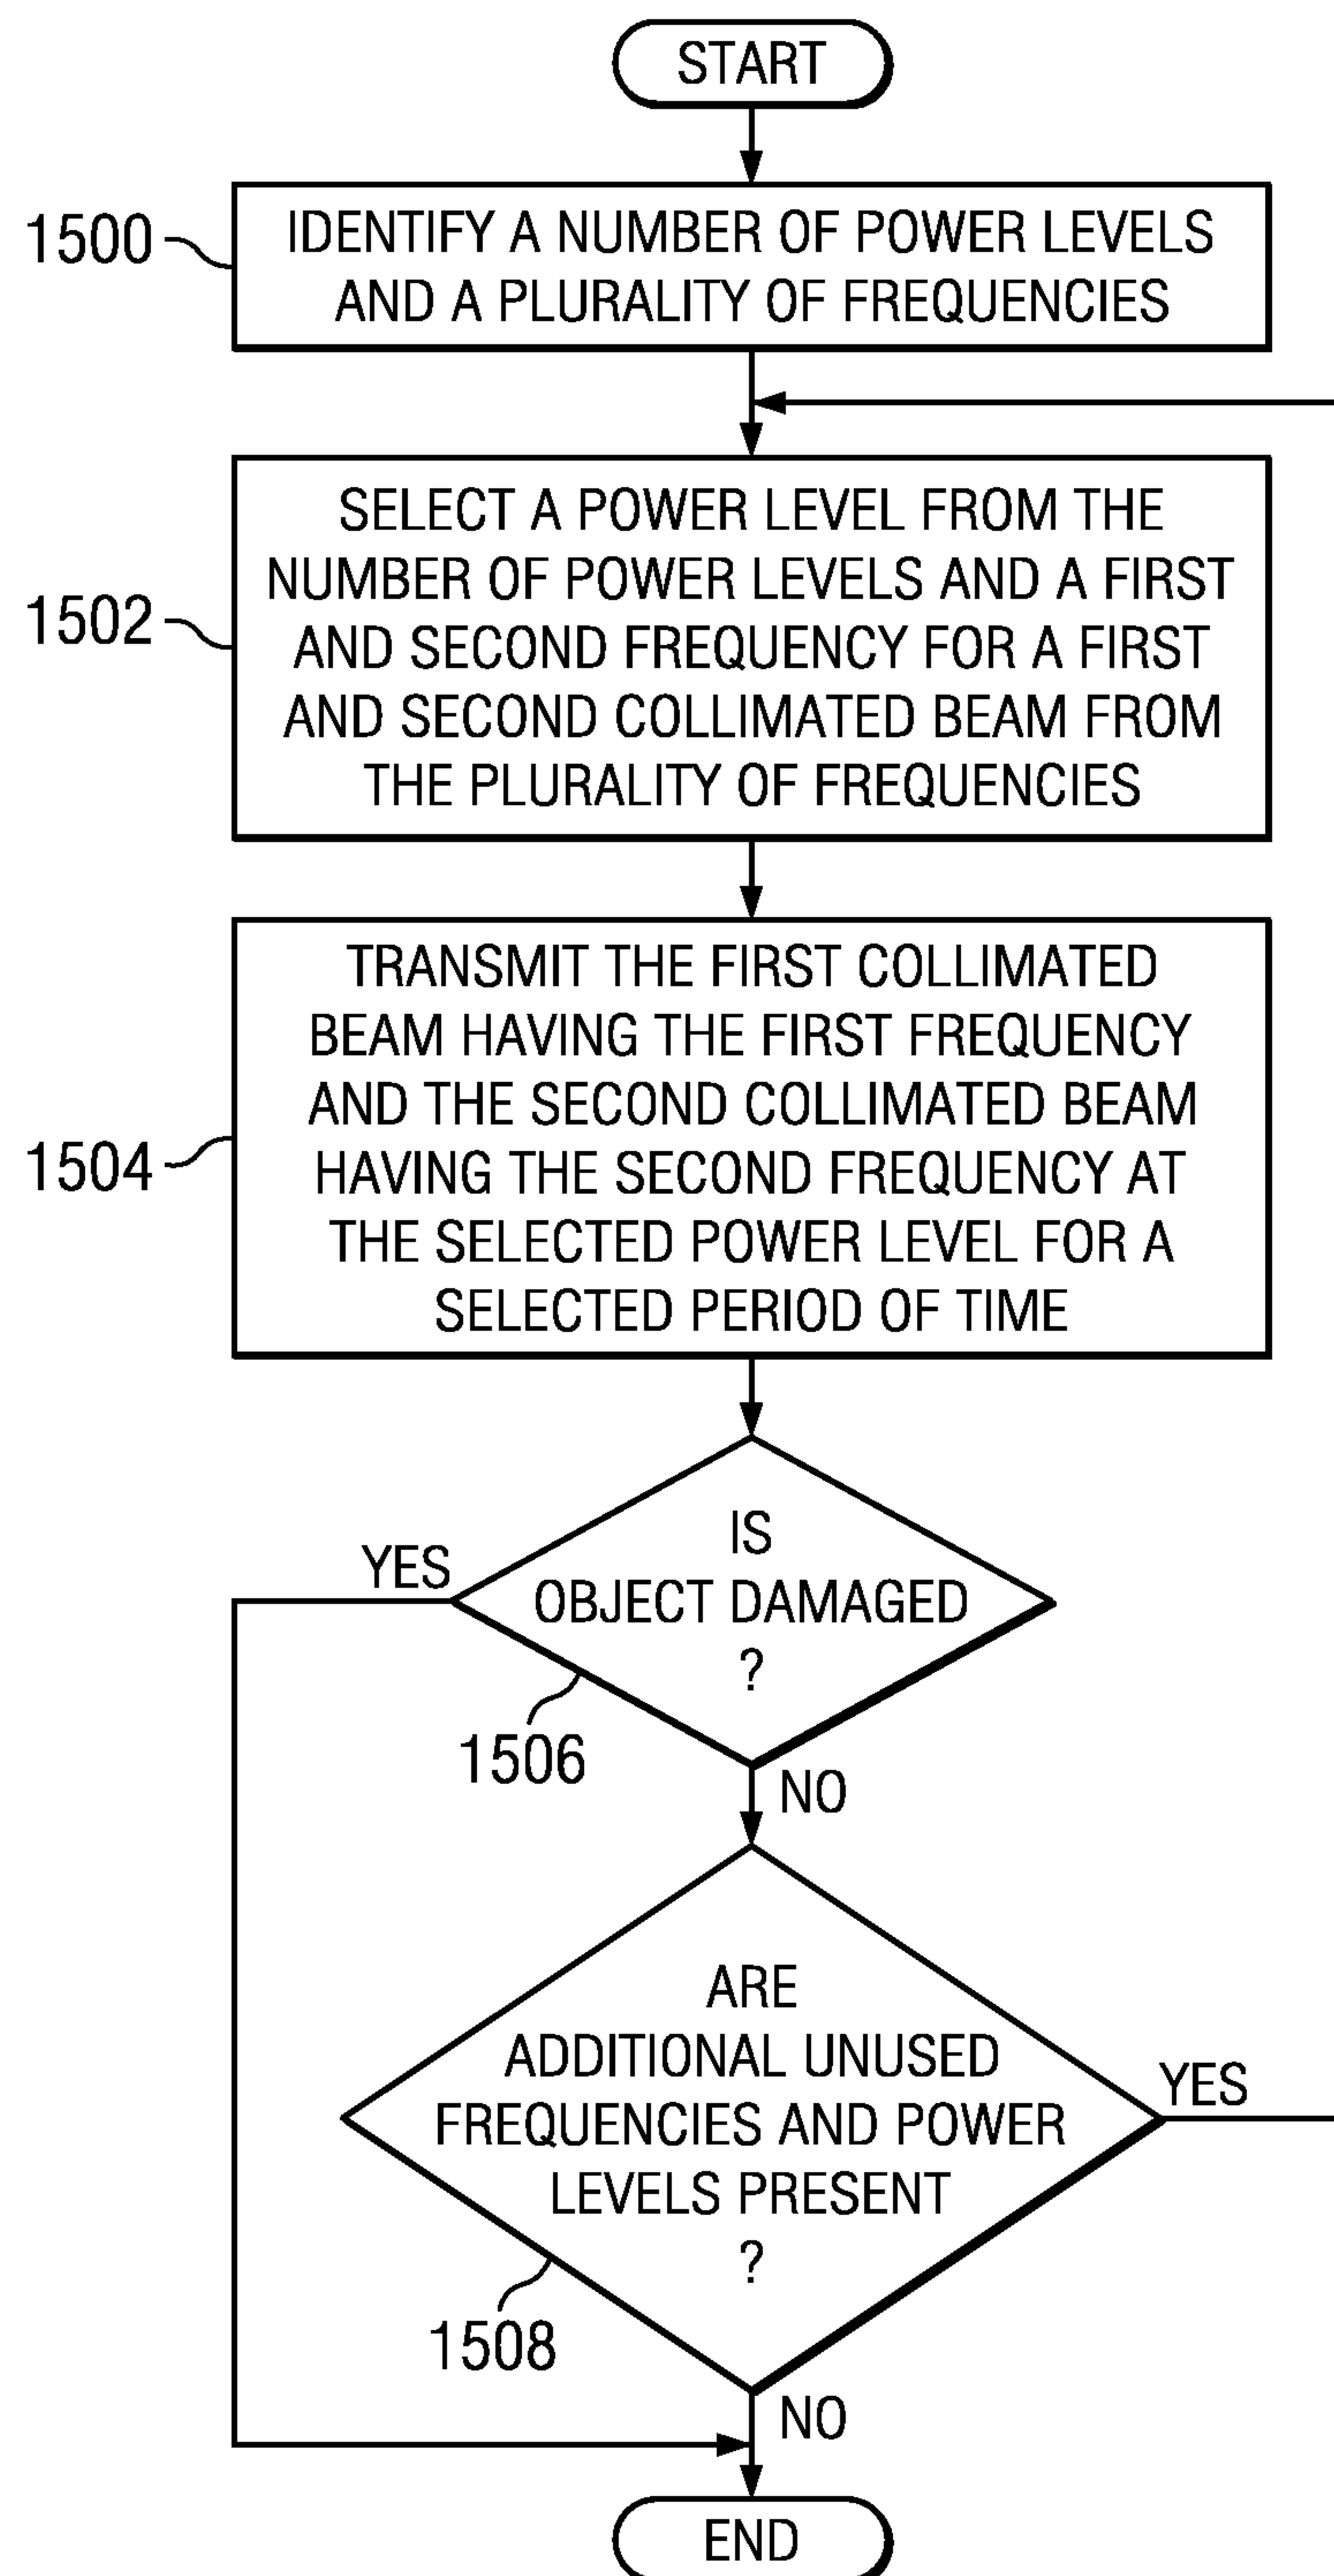 START
1500
IDENTIFY A NUMBER OF POWER LEVELS
AND A PLURALITY OF FREQUENCIES
1502
SELECT A POWER LEVEL FROM THE
NUMBER OF POWER LEVELS AND A FIRST
AND SECOND FREQUENCY FOR A FIRST
AND SECOND COLLIMATED BEAM FROM
THE PLURALITY OF FREQUENCIES
1504
TRANSMIT THE FIRST COLLIMATED
BEAM HAVING THE FIRST FREQUENCY
AND THE SECOND COLLIMATED BEAM
HAVING THE SECOND FREQUENCY AT
THE SELECTED POWER LEVEL FOR A
SELECTED PERIOD OF TIME
YES
IS
OBJECT DAMAGED
?
1506
NO
ARE
ADDITIONAL UNUSED
FREQUENCIES AND POWER
LEVELS PRESENT
?
YES
1508
NO
END